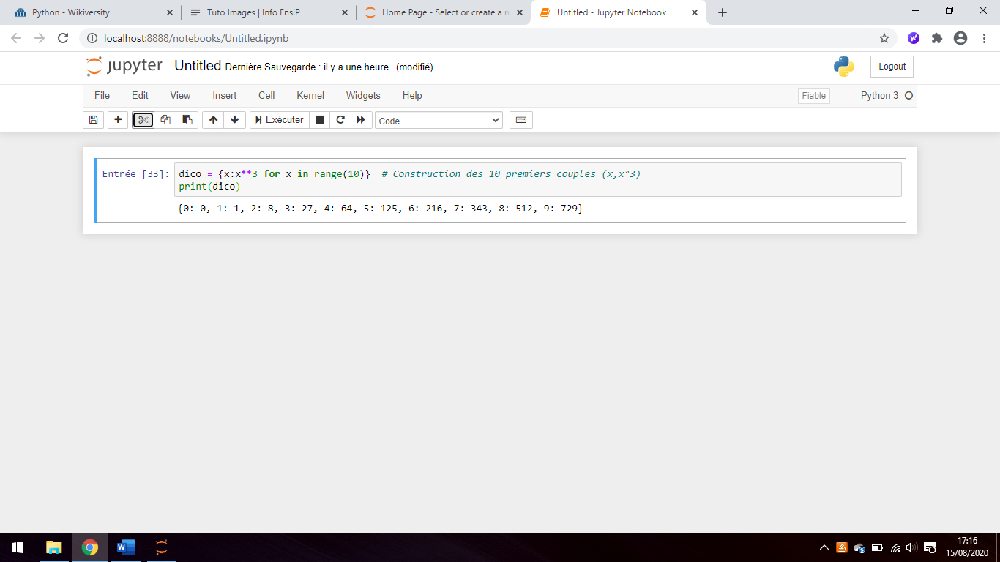 Python - Wikiversity
Tuto Images | Info EnsiP
Home Page - Select or create a n
Untitled - Jupyter Notebook
localhost:8888/notebooks/Untitled.ipynb
jupyter Untitled Dernière Sauvegarde : il y a une heure (modifié)
Logout
File Edit View Insert Cell Kernel Widgets Help
Fiable
Python 3
Exécuter
Code
Entrée [33]: dico = {x:x**3 for x in range(10)} # Construction des 10 premiers couples (x,x^3)
print(dico)
{0: 0, 1: 1, 2: 8, 3: 27, 4: 64, 5: 125, 6: 216, 7: 343, 8: 512, 9: 729}
17:16
15/08/2020